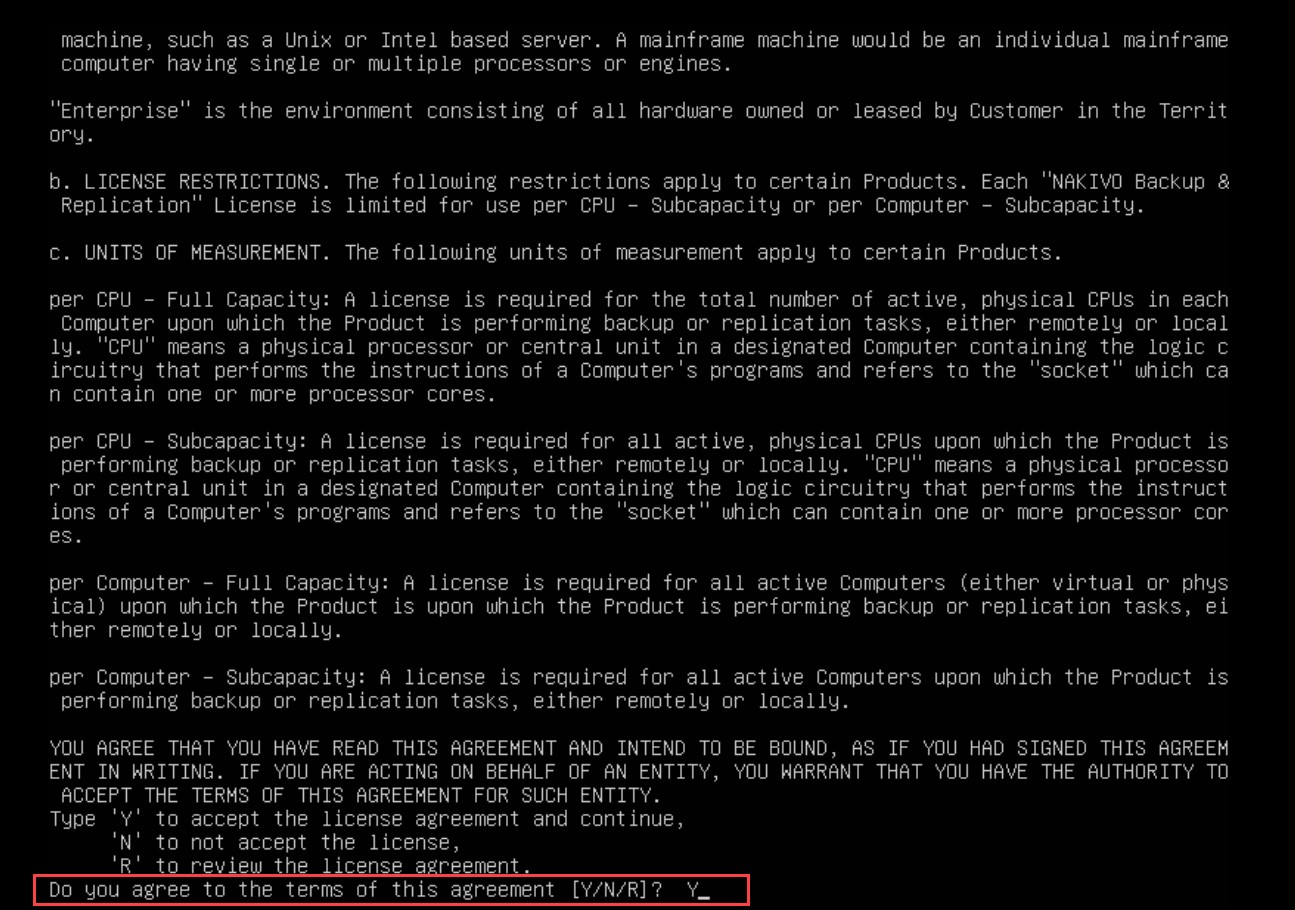 machine, such as a Unix or Intel based server. A mainframe machine would be an individual mainframe
computer having single or multiple processors or engines.
"Enterprise" is the environment consisting of all hardware owned or leased by Customer in the Territ
ory.
b. LICENSE RESTRICTIONS. The following restrictions apply to certain Products. Each "NAKIVO Backup &
Replication" License is limited for use per CPU - Subcapacity or per Computer - Subcapacity.
c. UNITS OF MEASUREMENT. The following units of measurement apply to certain Products.
per CPU - Full Capacity: A license is required for the total number of active, physical CPUs in each
Computer upon which the Product is performing backup or replication tasks, either remotely or local
ly. "CPU" means a physical processor or central unit in a designated Computer containing the logic c
ircuitry that performs the instructions of a Computer's programs and refers to the "socket" which ca
n contain one or more processor cores.
per CPU - Subcapacity: A license is required for all active, physical CPUs upon which the Product is
performing backup or replication tasks, either remotely or locally. "CPU" means a physical processo
r or central unit in a designated Computer containing the logic circuitry that performs the instruct
ions of a Computer's programs and refers to the "socket" which can contain one or more processor cor
es.
per Computer - Full Capacity: A license is required for all active Computers (either virtual or phys
ical) upon which the Product is upon which the Product is performing backup or replication tasks, ei
ther remotely or locally.
per Computer - Subcapacity: A license is required for all active Computers upon which the Product is
performing backup or replication tasks, either remotely or locally.
YOU AGREE THAT YOU HAVE READ THIS AGREEMENT AND INTEND TO BE BOUND, AS IF YOU HAD SIGNED THIS AGREEM
ENT IN WRITING. IF YOU ARE ACTING ON BEHALF OF AN ENTITY, YOU WARRANT THAT YOU HAVE THE AUTHORITY TO
ACCEPT THE TERMS OF THIS AGREEMENT FOR SUCH ENTITY.
Type 'Y' to accept the license agreement and continue,
'N' to not accept the license,
'R' to review the license agreement.
Do you agree to the terms of this agreement [Y/N/R]? Y_